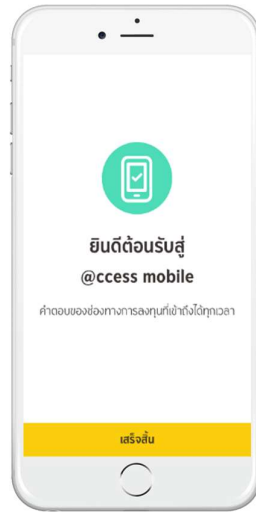 ยินดีต้อนรับสู่
@ccess mobile
คำตอบของช่องทางการลงทุนที่เข้าถึงได้ทุกเวลา
เสร็จสิ้น